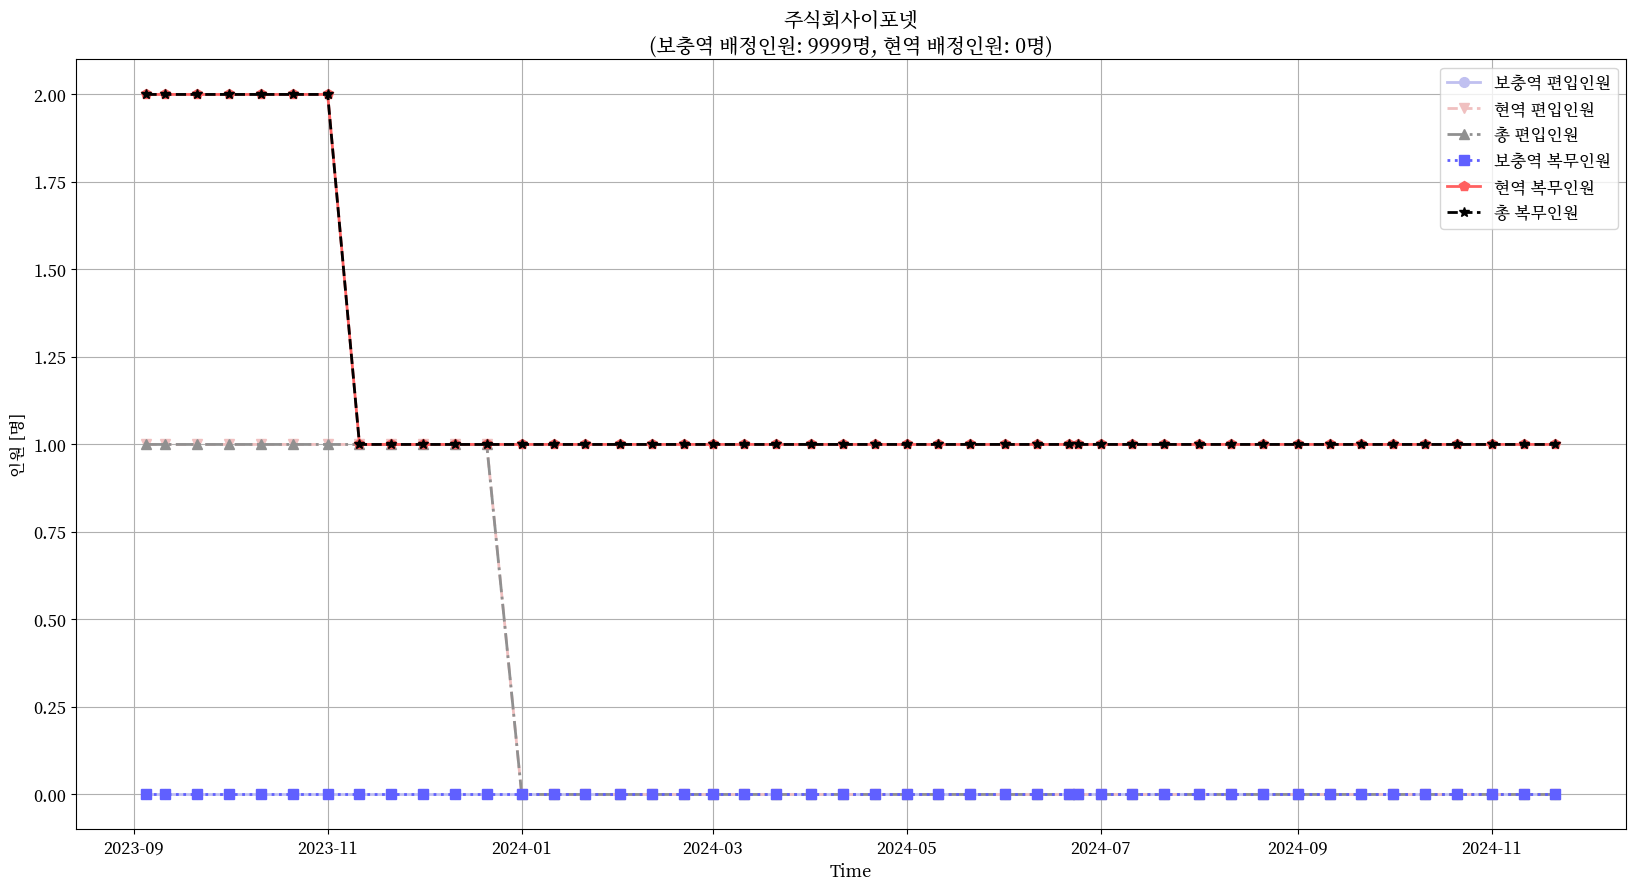 주식회사이포넷
(보충역 배정인원: 9999명, 현역 배정인원: 0명)
보충역 편입인원
현역 편입인원
총 편입인원
보충역 복무인원
현역 복무인원
총 복무인원
인원 [명]
2.00
1.75
1.50
1.25
1.00
0.75
0.50
0.25
0.00
2023-09
2023-11
2024-01
2024-03
2024-05
2024-07
2024-09
2024-11
Time